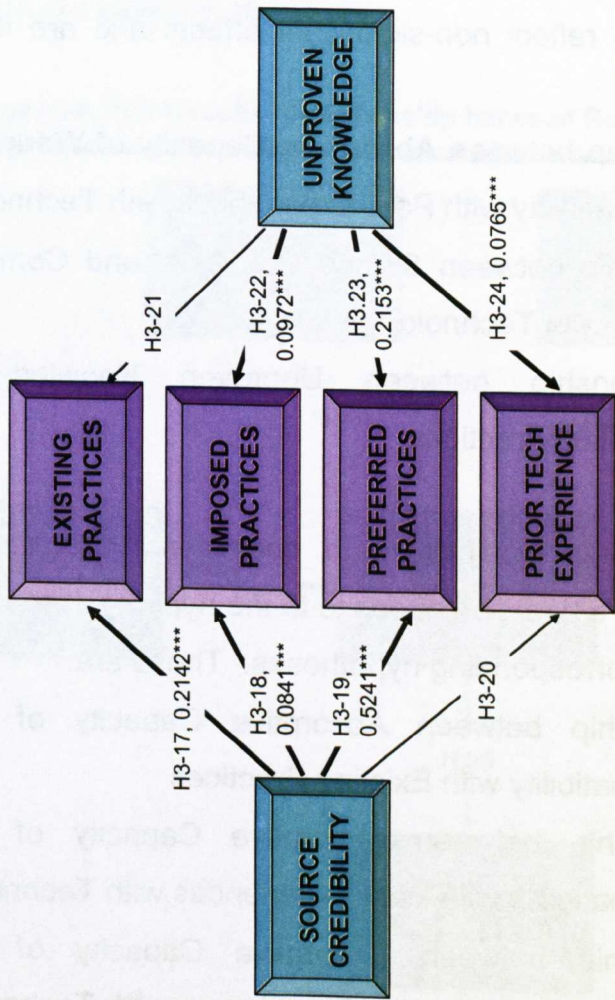 EXISTING
PRACTICES
H3-17, 0.2142***
H3-21
IMPOSED
PRACTICES
H3-18,
0.0841***
H3-22,
0.0972***
SOURCE
CREDIBILITY
UNPROVEN
KNOWLEDGE
H3-19,
0.5241***
H3.23,
0.2153***
PREFERRED
PRACTICES
H3-20
H3-24, 0.0765***
PRIOR TECH
EXPERIENCE